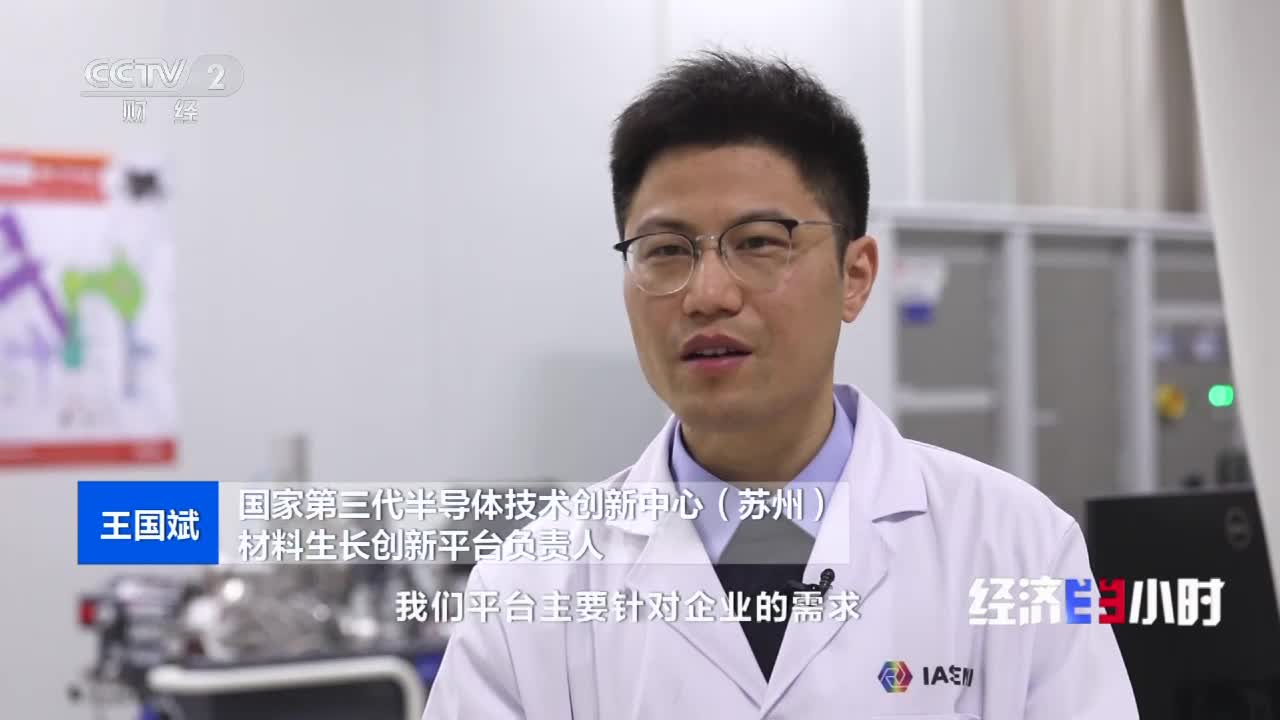 CCTV 2
财 经
王国斌
国家第三代半导体技术创新中心（苏州）
材料生长创新平台负责人
我们平台主要针对企业的需求
经济半小时